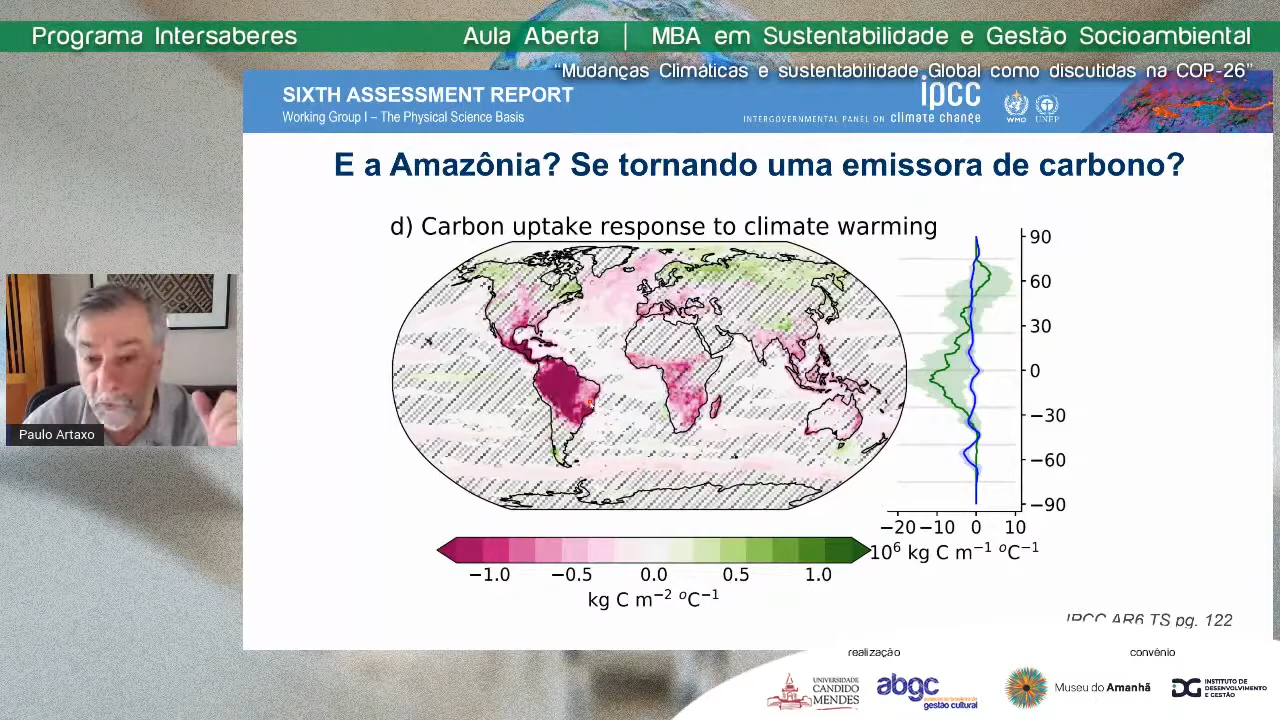 Programa Intersaberes
Aula Aberta | MBA em Sustentabilidade e Gestão Socioambiental
“Mudanças Climáticas e sustentabilidade Global como discutidas na COP-26”
SIXTH ASSESSMENT REPORT
Working Group I – The Physical Science Basis
ipcc
INTERGOVERNMENTAL PANEL ON climate change
WMO
UNEP
E a Amazônia? Se tornando uma emissora de carbono?
d) Carbon uptake response to climate warming
90
60
30
0
−30
−60
−90
−20 −10 0 10
10⁶ kg C m⁻¹ ᵒC⁻¹
−1.0 −0.5 0.0 0.5 1.0
kg C m⁻² ᵒC⁻¹
Paulo Artaxo
IPCC AR6 TS pg. 122
realização
convênio
UNIVERSIDADE
CANDIDO
MENDES
abgc
gestão cultural
Museu do Amanhã
DG
INSTITUTO DE
DESENVOLVIMENTO
E GESTÃO